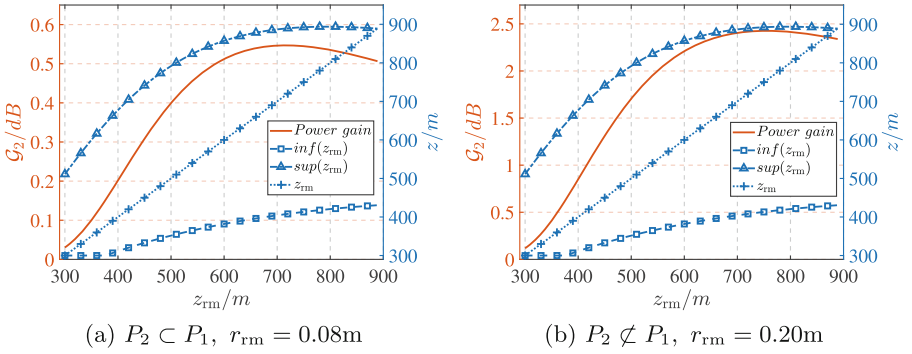 0.6
0.5
0.4
0.3
0.2
0.1
0
𝒢₂/dB
900
800
700
600
500
400
300
z/m
Power gain
inf(z_rm)
sup(z_rm)
z_rm
300 400 500 600 700 800 900
z_rm/m
(a) P₂ ⊂ P₁, r_rm = 0.08m
2.5
2
1.5
1
0.5
0
𝒢₂/dB
900
800
700
600
500
400
300
z/m
Power gain
inf(z_rm)
sup(z_rm)
z_rm
300 400 500 600 700 800 900
z_rm/m
(b) P₂ ⊄ P₁, r_rm = 0.20m